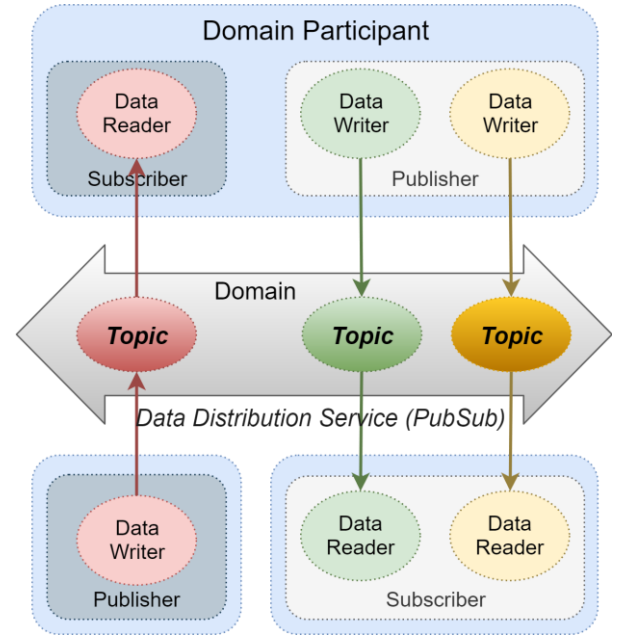 Domain Participant
Data
Reader
Subscriber
Data
Writer
Data
Writer
Publisher
Domain
Topic
Topic
Topic
Data Distribution Service (PubSub)
Data
Writer
Publisher
Data
Reader
Data
Reader
Subscriber